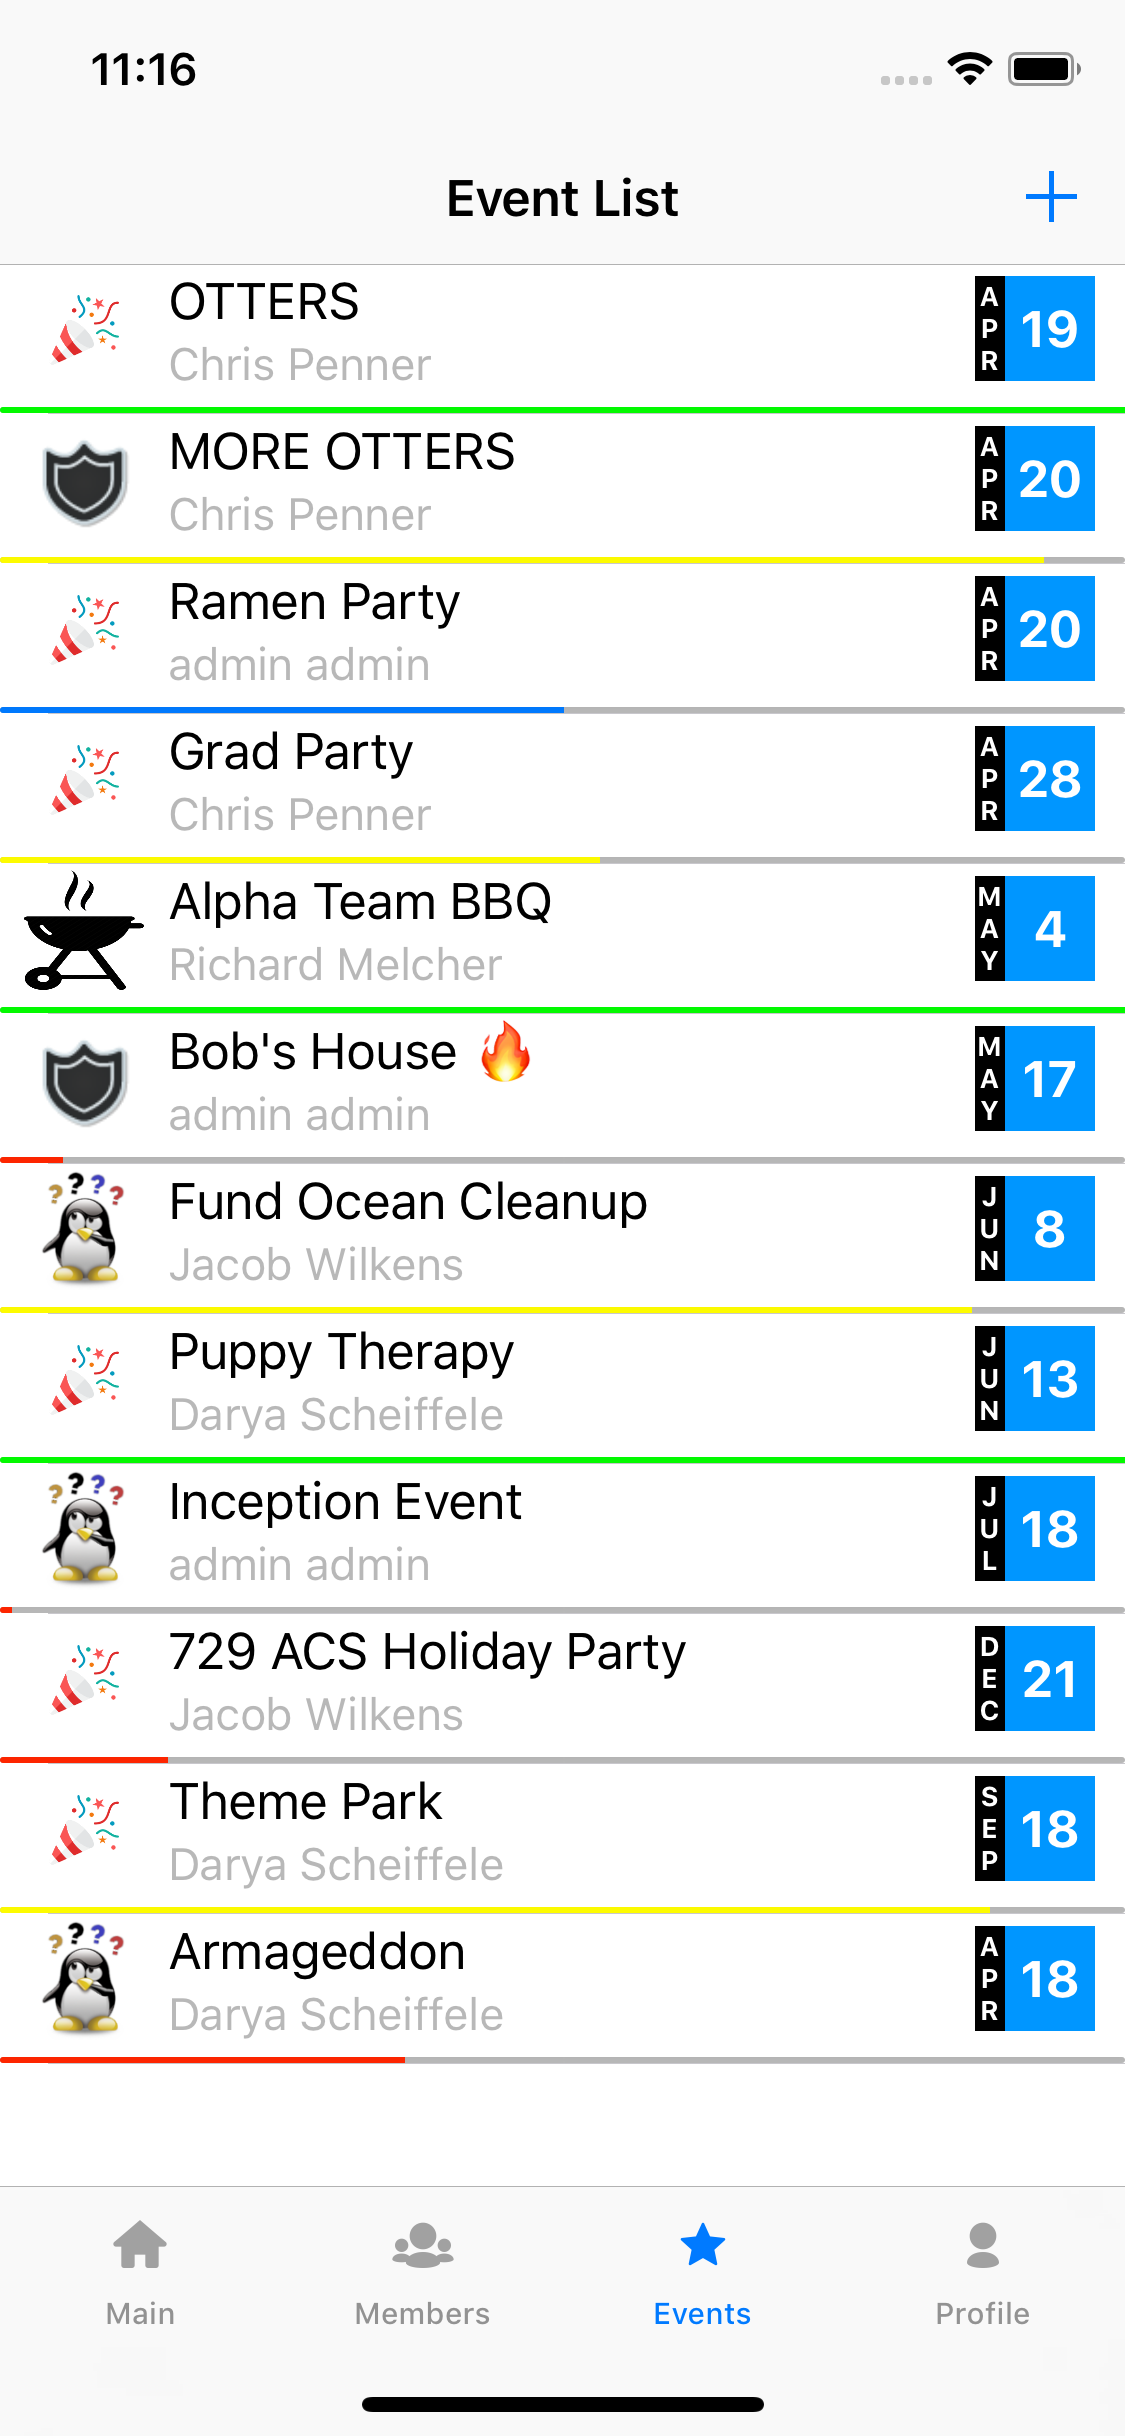 11:16
Event List
OTTERS
Chris Penner
APR 19
MORE OTTERS
Chris Penner
APR 20
Ramen Party
admin admin
APR 20
Grad Party
Chris Penner
APR 28
Alpha Team BBQ
Richard Melcher
MAY 4
Bob's House 🔥
admin admin
MAY 17
????
Fund Ocean Cleanup
Jacob Wilkens
JUN 8
Puppy Therapy
Darya Scheiffele
JUN 13
????
Inception Event
admin admin
JUL 18
729 ACS Holiday Party
Jacob Wilkens
DEC 21
Theme Park
Darya Scheiffele
SEP 18
????
Armageddon
Darya Scheiffele
APR 18
Main
Members
Events
Profile